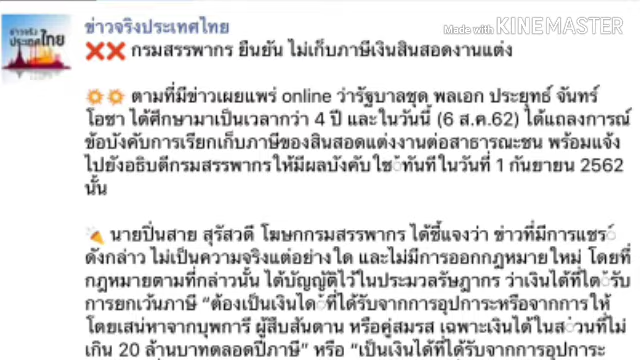 Made with KINEMASTER
ข่าวจริง
ประเทศไทย
ข่าวจริงประเทศไทย
❌❌ กรมสรรพากร ยืนยัน ไม่เก็บภาษีเงินสินสอดงานแต่ง
💥💥 ตามที่มีข่าวเผยแพร่ online ว่ารัฐบาลชุด พลเอก ประยุทธ์ จันทร์
โอชา ได้ศึกษามาเป็นเวลากว่า 4 ปี และในวันนี้ (6 ส.ค.62) ได้แถลงการณ์
ข้อบังคับการเรียกเก็บภาษีของสินสอดแต่งงานต่อสาธารณะชน พร้อมแจ้ง
ไปยังอธิบดีกรมสรรพากรให้มีผลบังคับใช้ทันทีในวันที่ 1 กันยายน 2562
นั้น
นายปิ่นสาย สุรัสวดี โฆษกกรมสรรพากร ได้ชี้แจงว่า ข่าวที่มีการแชร์
ดังกล่าว ไม่เป็นความจริงแต่อย่างใด และไม่มีการออกกฎหมายใหม่ โดยที่
กฎหมายตามที่กล่าวนั้น ได้บัญญัติไว้ในประมวลรัษฎากร ว่าเงินได้ที่ได้รับ
การยกเว้นภาษี “ต้องเป็นเงินได้ที่ได้รับจากการอุปการะหรือจากการให้
โดยเสน่หาจากบุพการี ผู้สืบสันดาน หรือคู่สมรส เฉพาะเงินได้ในส่วนที่ไม่
เกิน 20 ล้านบาทตลอดปีภาษี” หรือ “เป็นเงินได้ที่ได้รับจากการอุปการะ